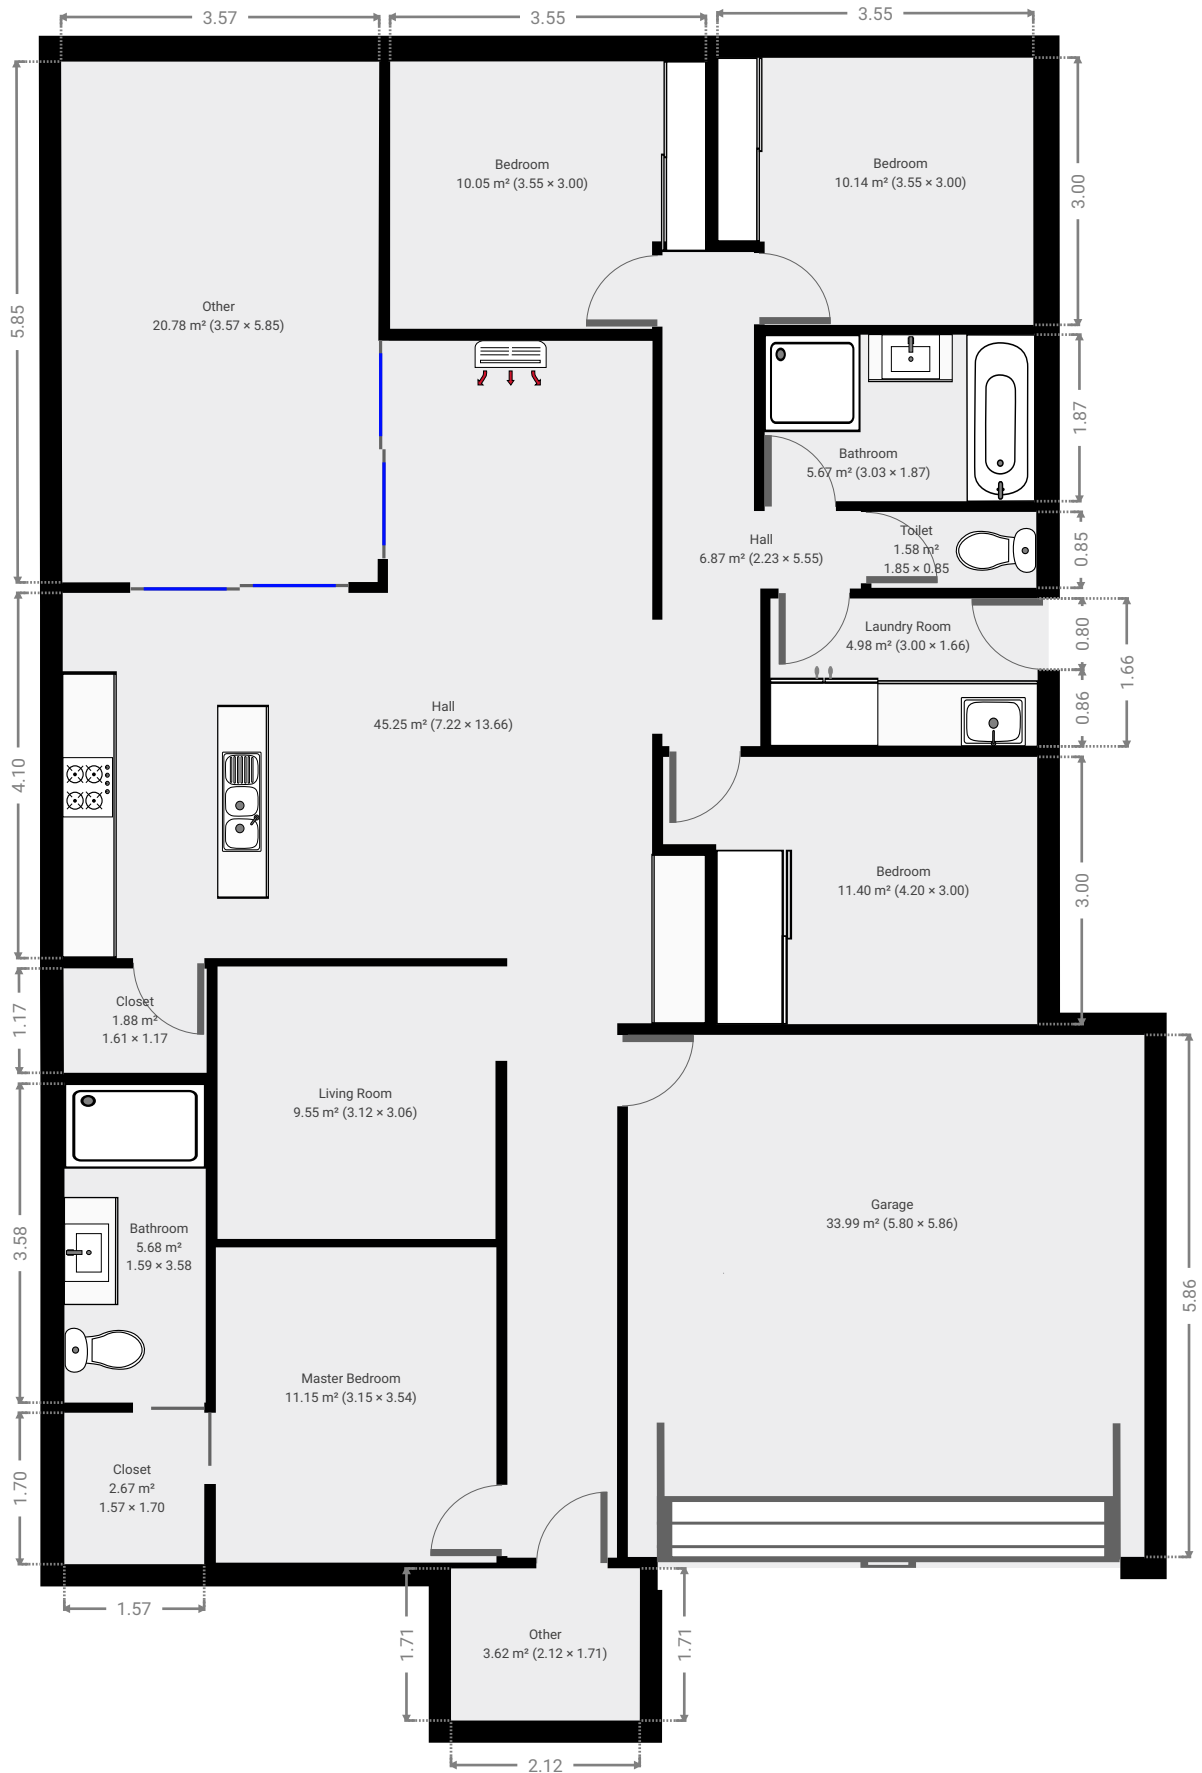 3.57
3.55
3.55
5.85
3.00
Bedroom
10.05 m² (3.55 × 3.00)
Bedroom
10.14 m² (3.55 × 3.00)
Other
20.78 m² (3.57 × 5.85)
1.87
Bathroom
5.67 m² (3.03 × 1.87)
Hall
6.87 m² (2.23 × 5.55)
Toilet
1.58 m²
1.85 × 0.85
0.85
Laundry Room
4.98 m² (3.00 × 1.66)
0.80
1.66
0.86
Hall
45.25 m² (7.22 × 13.66)
4.10
Bedroom
11.40 m² (4.20 × 3.00)
3.00
Closet
1.88 m²
1.61 × 1.17
1.17
Living Room
9.55 m² (3.12 × 3.06)
Garage
33.99 m² (5.80 × 5.86)
5.86
Bathroom
5.68 m²
1.59 × 3.58
3.58
Master Bedroom
11.15 m² (3.15 × 3.54)
Closet
2.67 m²
1.57 × 1.70
1.70
1.57
1.71
Other
3.62 m² (2.12 × 1.71)
1.71
2.12